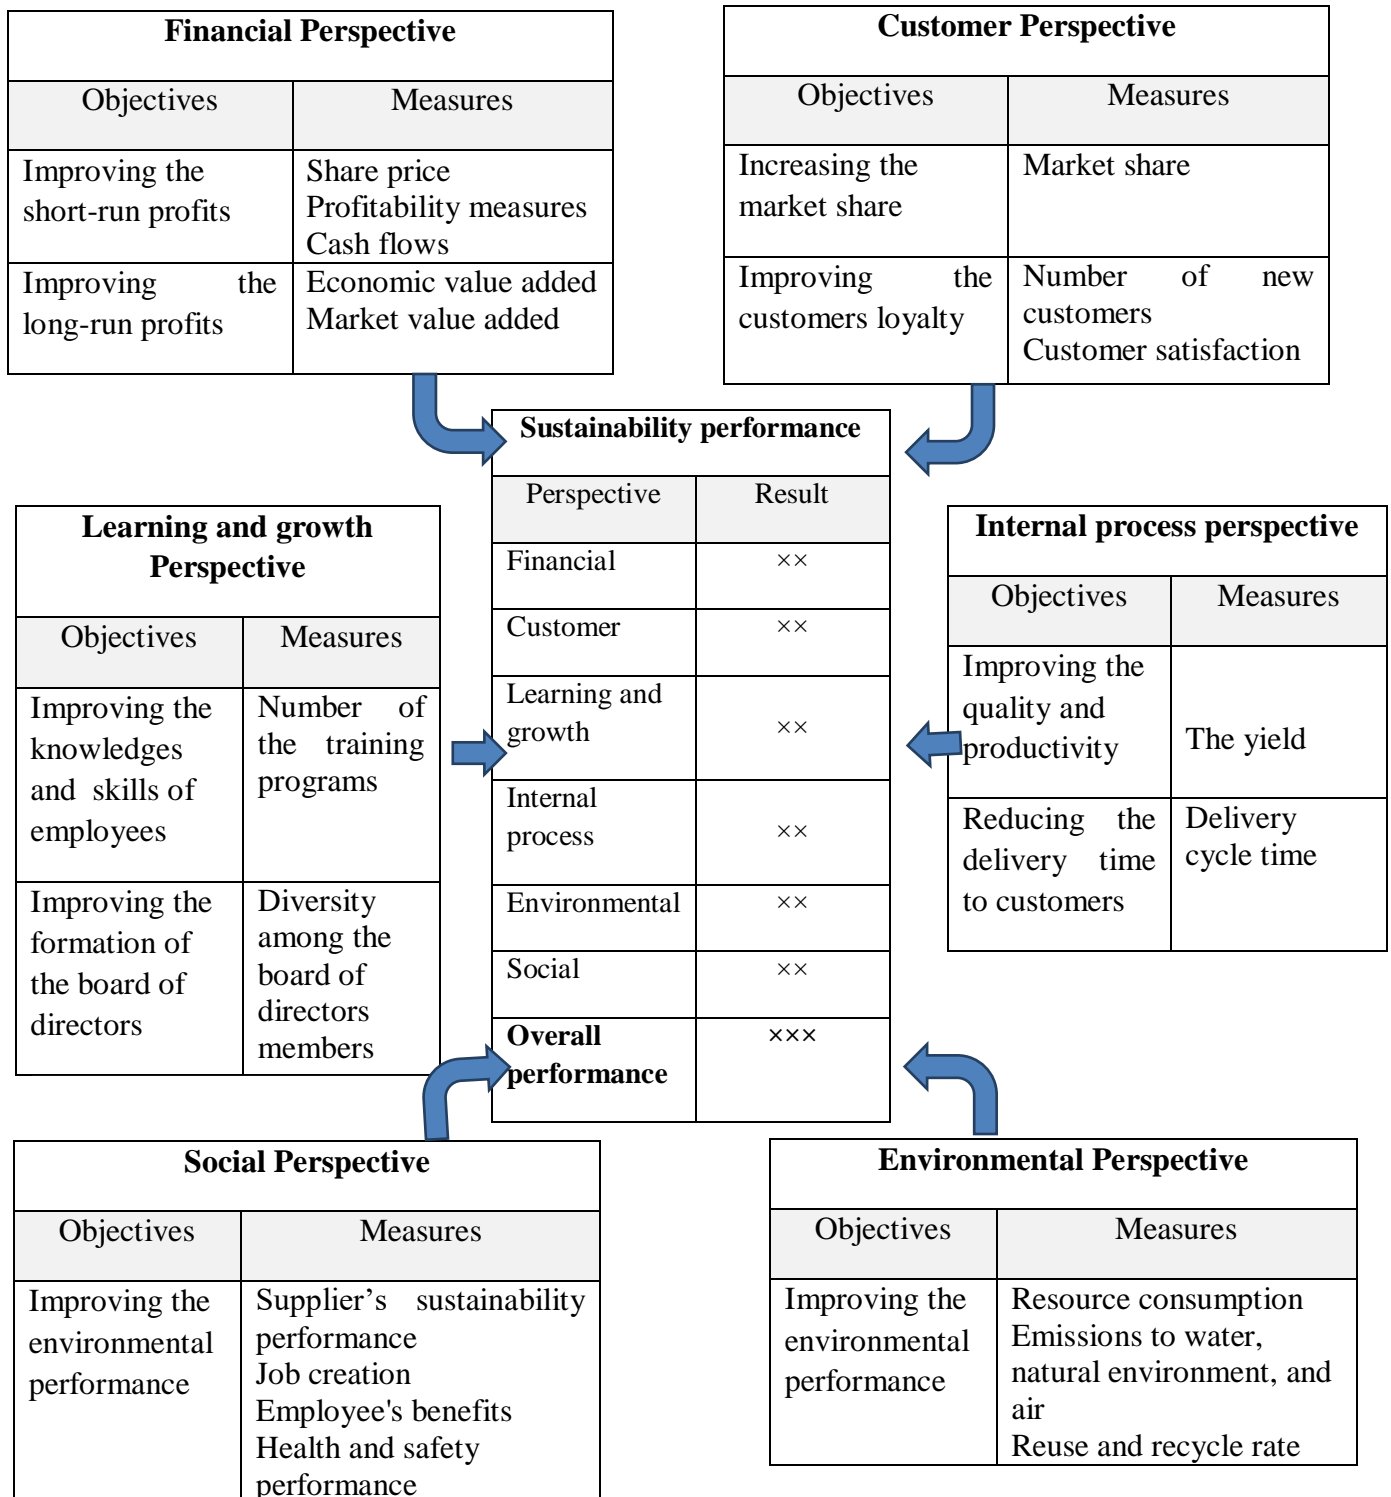 Financial Perspective
Objectives
Measures
Improving the
short-run profits
Share price
Profitability measures
Cash flows
Improving the
long-run profits
Economic value added
Market value added
Customer Perspective
Objectives
Measures
Increasing the
market share
Market share
Improving the
customers loyalty
Number of new
customers
Customer satisfaction
Sustainability performance
Perspective
Result
Financial
××
Customer
××
Learning and
growth
××
Internal
process
××
Environmental
××
Social
××
Overall
performance
×××
Learning and growth
Perspective
Objectives
Measures
Improving the
knowledges
and skills of
employees
Number of
the training
programs
Improving the
formation of
the board of
directors
Diversity
among the
board of
directors
members
Internal process perspective
Objectives
Measures
Improving the
quality and
productivity
The yield
Reducing the
delivery time
to customers
Delivery
cycle time
Social Perspective
Objectives
Measures
Improving the
environmental
performance
Supplier’s sustainability
performance
Job creation
Employee's benefits
Health and safety
performance
Environmental Perspective
Objectives
Measures
Improving the
environmental
performance
Resource consumption
Emissions to water,
natural environment, and
air
Reuse and recycle rate